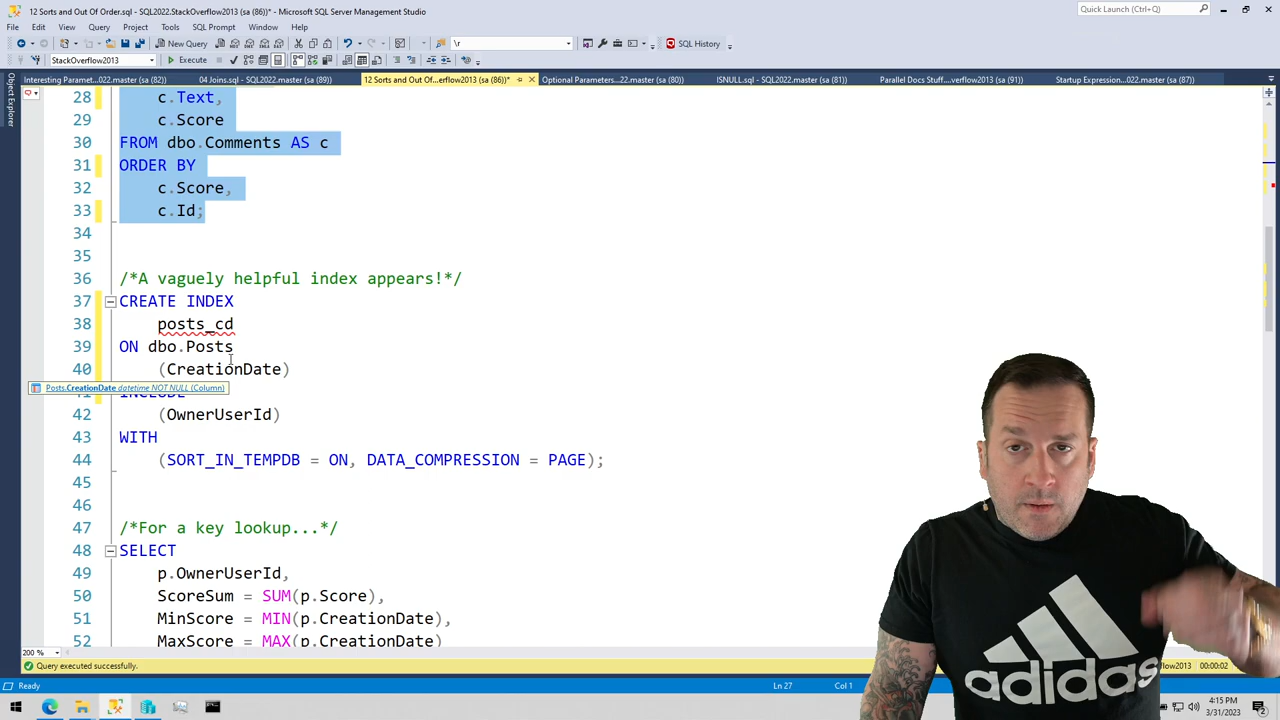 12 Sorts and Out Of Order.sql - SQL2022.StackOverflow2013 (sa (86))* - Microsoft SQL Server Management Studio
Quick Launch (Ctrl+Q)
File Edit View Query Project Tools SQL Prompt Window Help
New Query \r SQL History
StackOverflow2013 Execute
Interesting Paramet...022.master (82)) 04 Joins.sql - SQL2022.master (sa (89)) 12 Sorts and Out Of...erflow2013 (sa (86))* Optional Parameters...22.master (sa (80)) ISNULL.sql - SQL2022.master (sa (81)) Parallel Docs Stuff...verflow2013 (sa (91)) Startup Expression...022.master (sa (87))
Object Explorer
28 c.Text,
29 c.Score
30 FROM dbo.Comments AS c
31 ORDER BY
32 c.Score,
33 c.Id;
34
35
36 /*A vaguely helpful index appears!*/
37 CREATE INDEX
38 posts_cd
39 ON dbo.Posts
40 (CreationDate)
Posts.CreationDate datetime NOT NULL (Column)
41 INCLUDE
42 (OwnerUserId)
43 WITH
44 (SORT_IN_TEMPDB = ON, DATA_COMPRESSION = PAGE);
45
46
47 /*For a key lookup...*/
48 SELECT
49 p.OwnerUserId,
50 ScoreSum = SUM(p.Score),
51 MinScore = MIN(p.CreationDate),
52 MaxScore = MAX(p.CreationDate)
200 %
Query executed successfully. flow2013 00:00:02
Ready Ln 27 Col 1
adidas
4:15 PM
3/31/2023
2